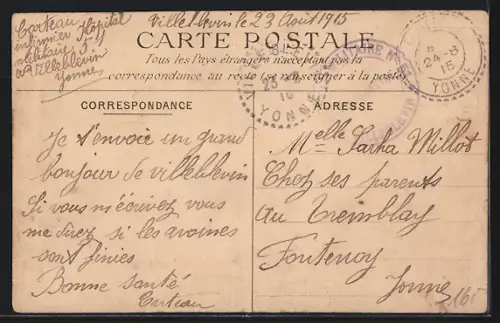 Carteau
infirmier Hôpital
militaire S.Y
à Villeblevin
Yonne
Villeblevin le 23 Août 1915
CARTE POSTALE
Tous les Pays étrangers n'acceptant pas la
correspondance au recto (se renseigner à la poste)
YONNE
24-8
15
YONNE
CORRESPONDANCE
Je t'envoie un grand
bonjour de villeblevin
Si vous m'écrivez vous
me direz si les avoines
sont finies
Bonne santé
Carteau
ADRESSE
Melle Sarha Millot
Chez ses parents
au Tremblay
Fontenoy
Yonne